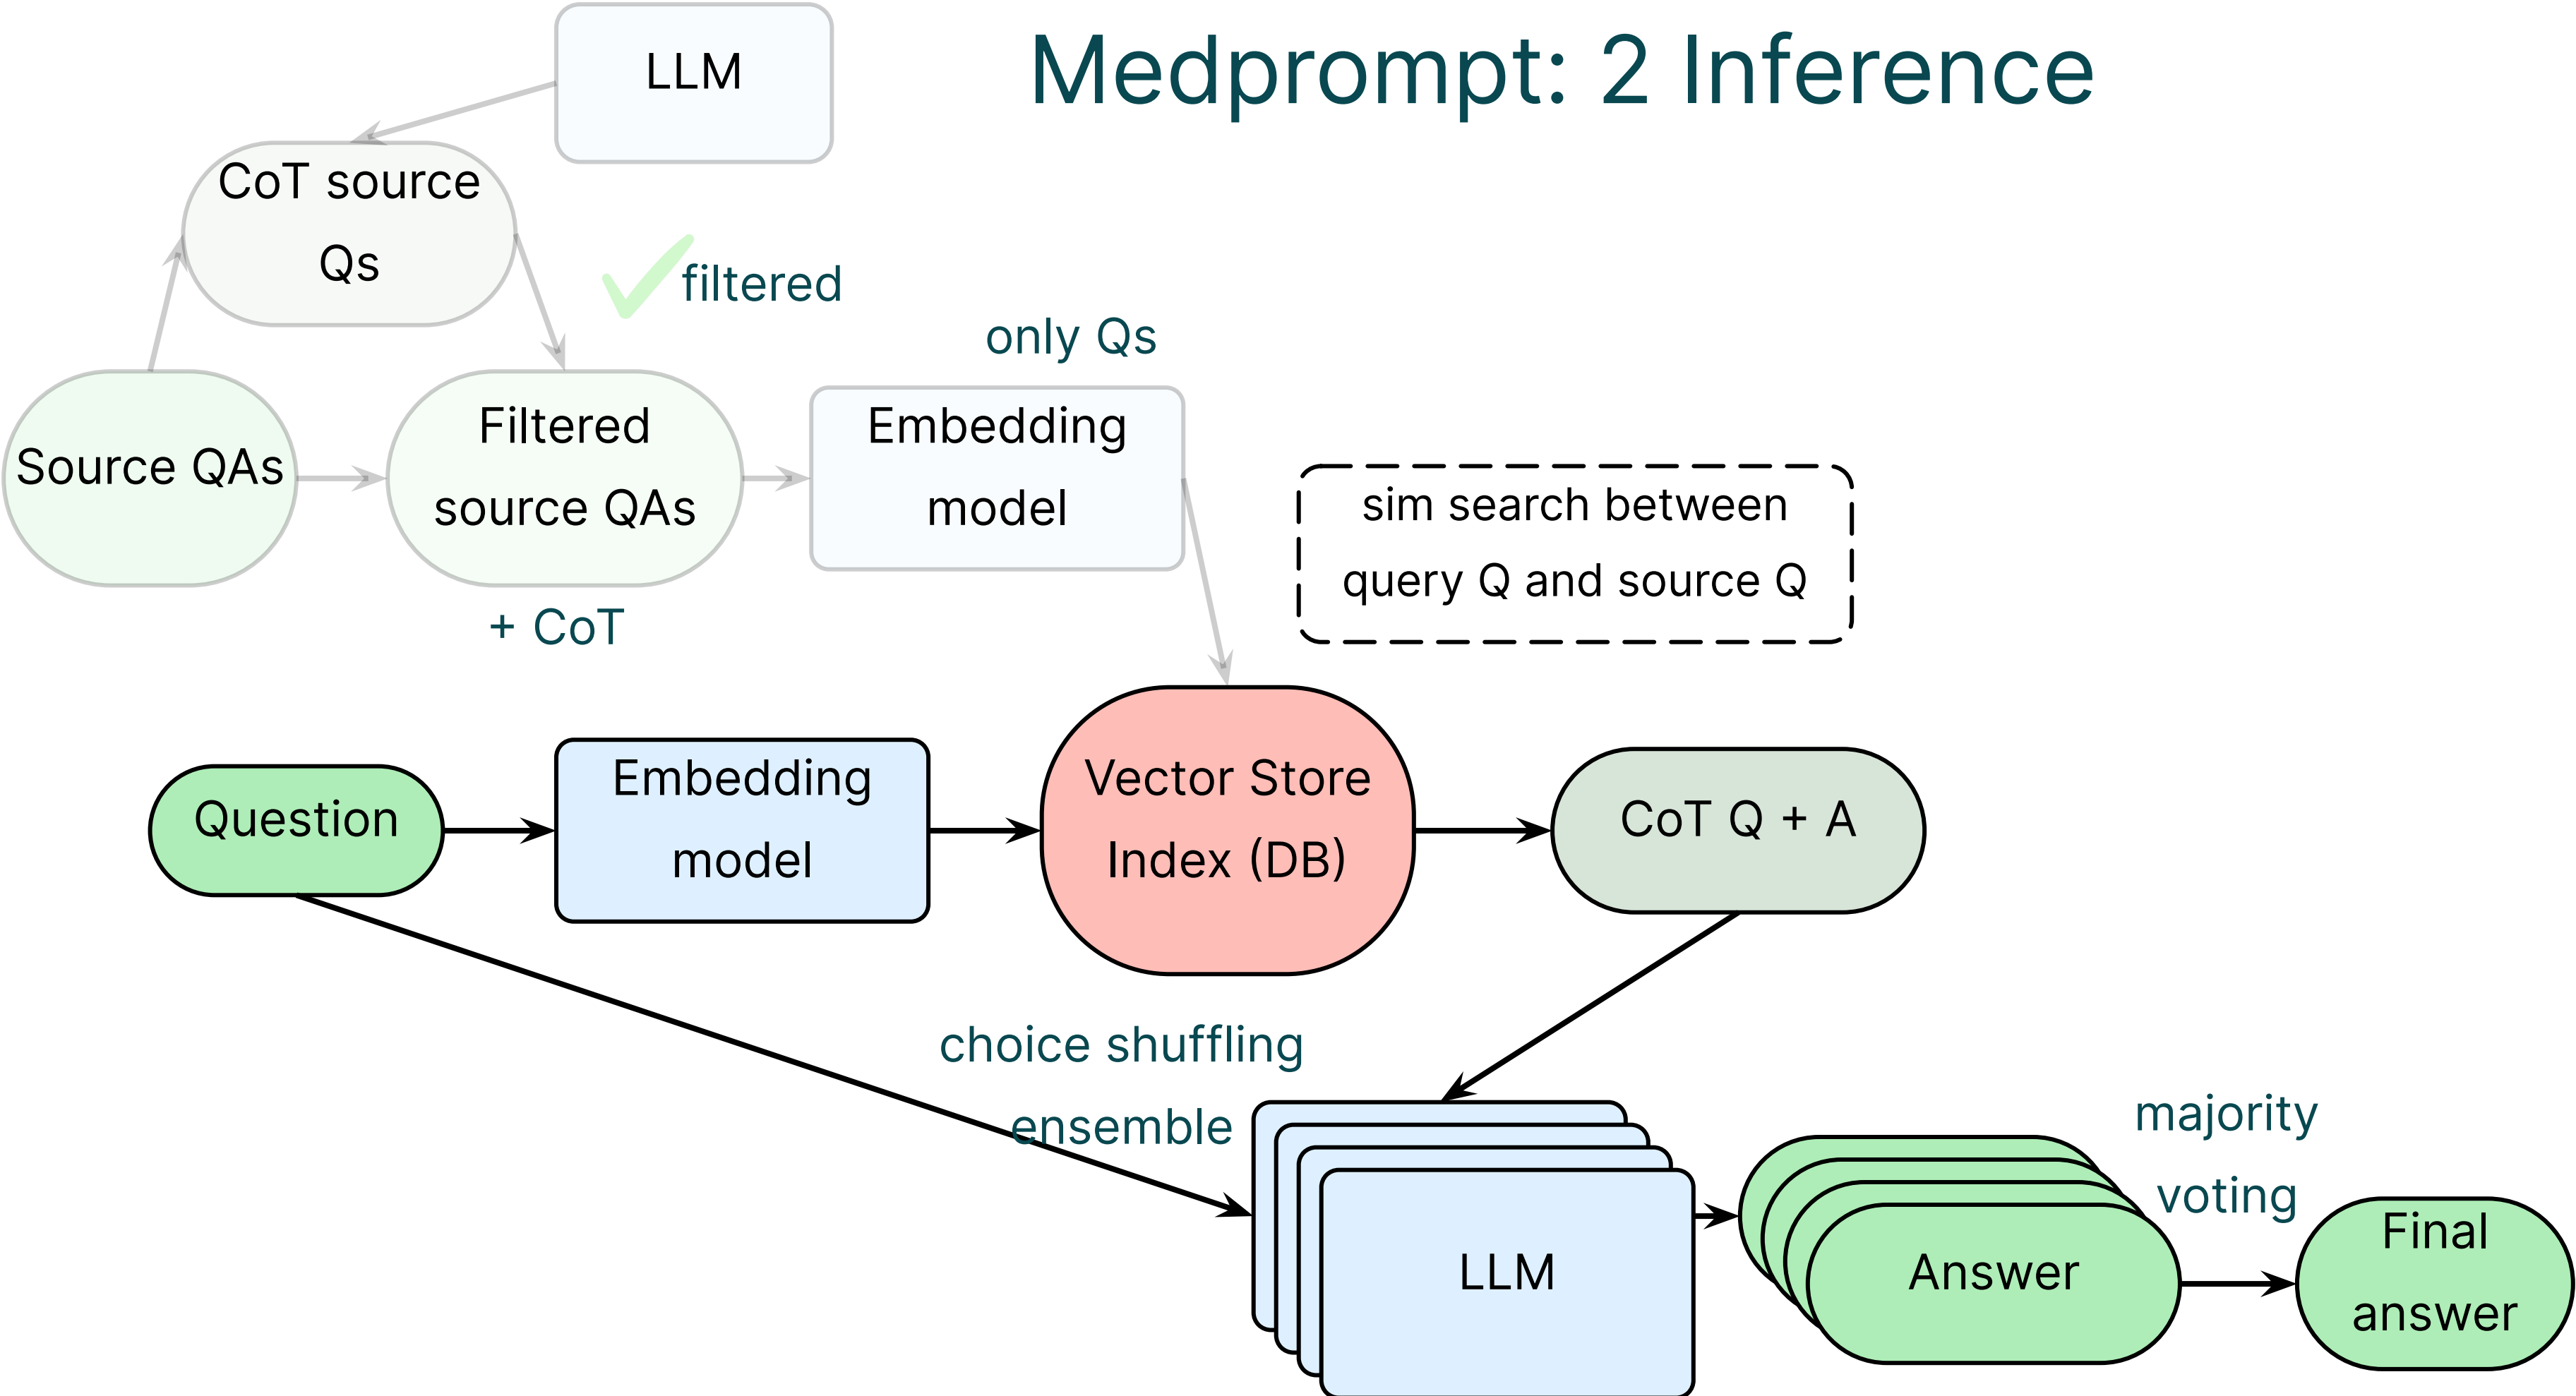 Medprompt: 2 Inference
LLM
CoT source
Qs
filtered
only Qs
Source QAs
Filtered
source QAs
Embedding
model
+ CoT
sim search between
query Q and source Q
Question
Embedding
model
Vector Store
Index (DB)
CoT Q + A
choice shuffling
ensemble
LLM
Answer
majority
voting
Final
answer